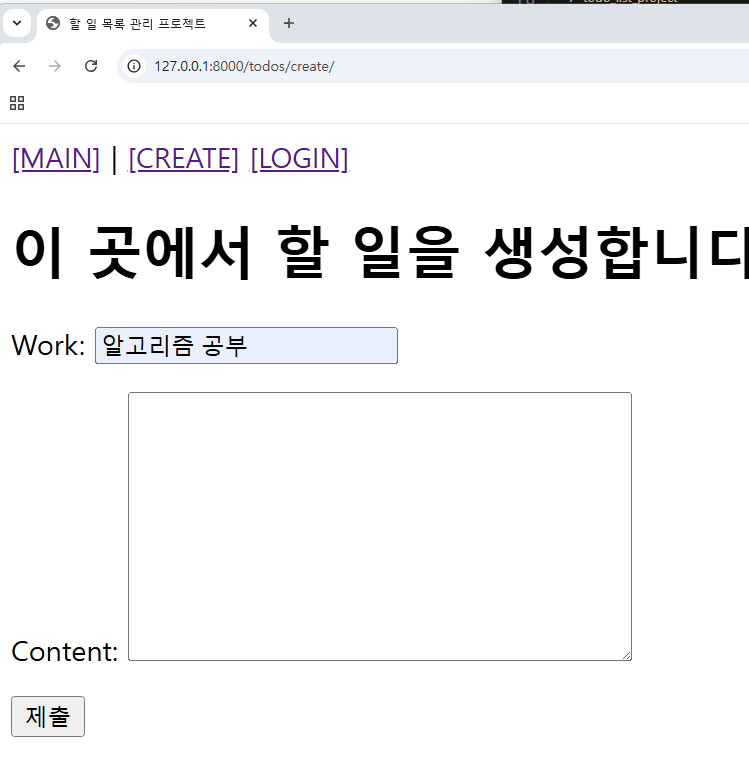 할 일 목록 관리 프로젝트
127.0.0.1:8000/todos/create/
[MAIN] | [CREATE] [LOGIN]
이 곳에서 할 일을 생성합니다
Work: 알고리즘 공부
Content:
제출